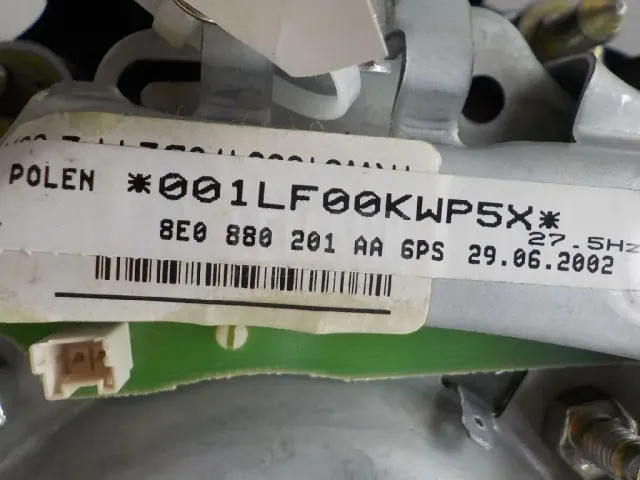 POLEN *001LF00KWP5X*
27.5Hz
8E0 880 201 AA 6PS 29.06.2002